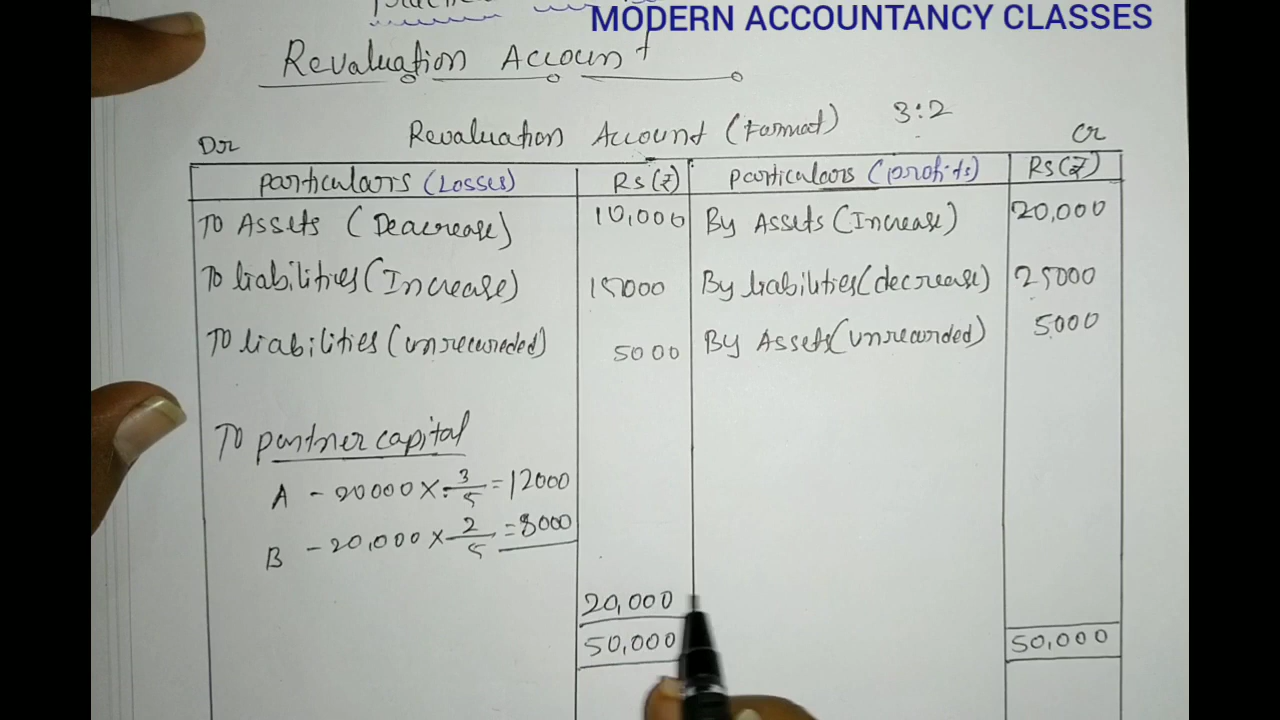 MODERN ACCOUNTANCY CLASSES
Revaluation Account
Dr Revaluation Account (Format) 3:2 Cr
Particulars (Losses) Rs(₹) Particulars (profits) Rs(₹)
To Assets (Deacrease) 10,000 By Assets (Increase) 20,000
To liabilities (Increase) 15000 By liabilities (decrease) 25000
To liabilities (unrecoreded) 5000 By Assets (unrecorded) 5000
To partner capital
A - 20000 × 3/5 = 12000
B - 20,000 × 2/5 = 8000
20,000
50,000 50,000